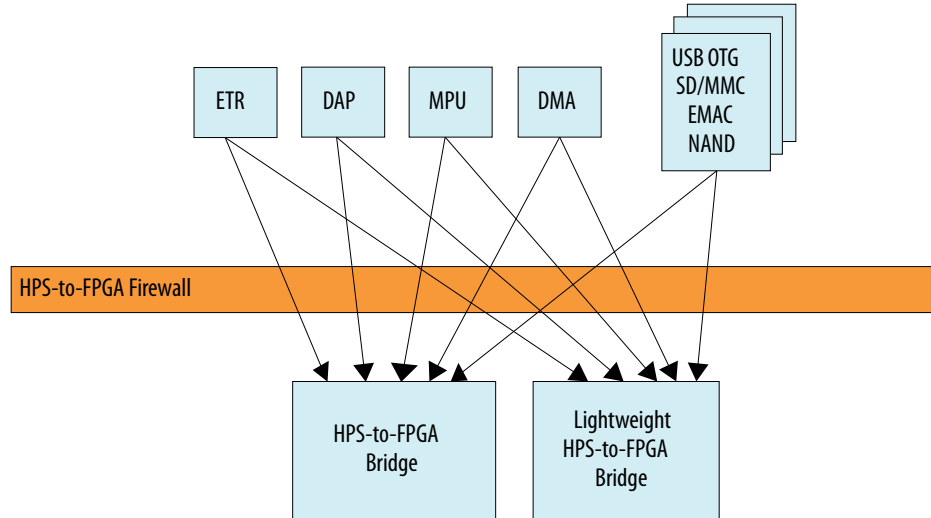 ETR
DAP
MPU
DMA
USB OTG
SD/MMC
EMAC
NAND
HPS-to-FPGA Firewall
HPS-to-FPGA
Bridge
Lightweight
HPS-to-FPGA
Bridge